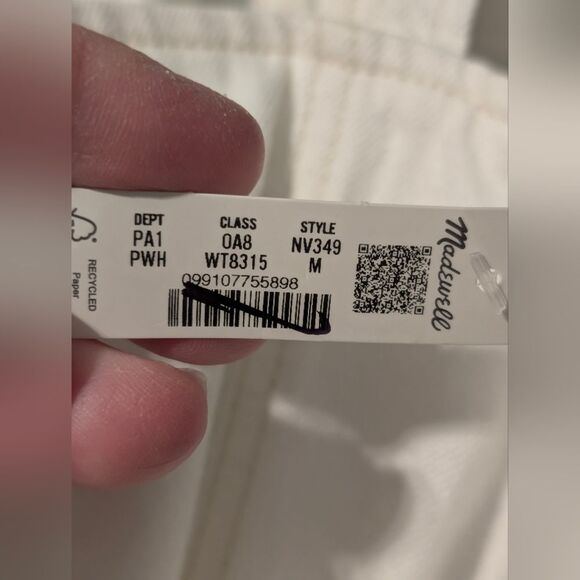 DEPT CLASS STYLE
PA1 0A8 NV349
PWH WT8315 M
099107755898
Madewell
RECYCLED
Paper